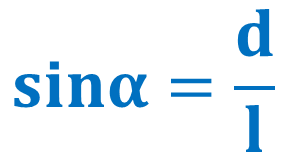 sinα = d/l